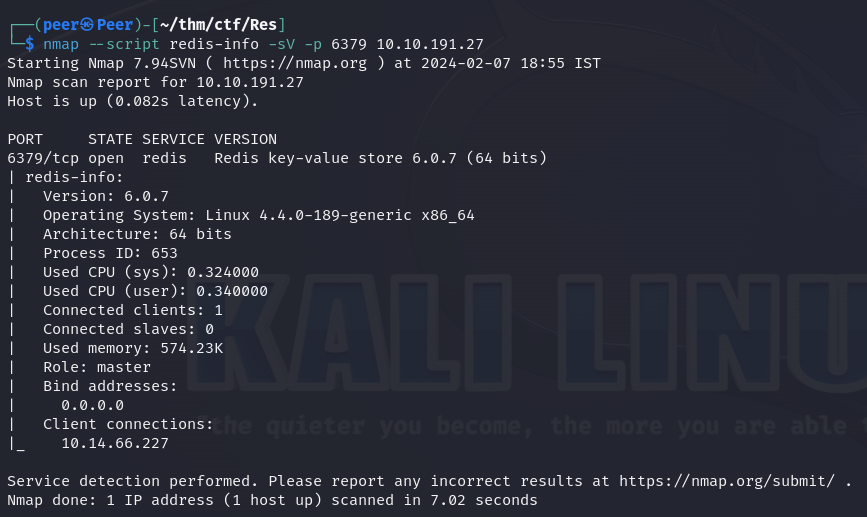 ┌──(peer㉿Peer)-[~/thm/ctf/Res]
└─$ nmap --script redis-info -sV -p 6379 10.10.191.27
Starting Nmap 7.94SVN ( https://nmap.org ) at 2024-02-07 18:55 IST
Nmap scan report for 10.10.191.27
Host is up (0.082s latency).

PORT     STATE SERVICE VERSION
6379/tcp open  redis   Redis key-value store 6.0.7 (64 bits)
| redis-info:
|   Version: 6.0.7
|   Operating System: Linux 4.4.0-189-generic x86_64
|   Architecture: 64 bits
|   Process ID: 653
|   Used CPU (sys): 0.324000
|   Used CPU (user): 0.340000
|   Connected clients: 1
|   Connected slaves: 0
|   Used memory: 574.23K
|   Role: master
|   Bind addresses:
|     0.0.0.0
|   Client connections:
|_    10.14.66.227

Service detection performed. Please report any incorrect results at https://nmap.org/submit/ .
Nmap done: 1 IP address (1 host up) scanned in 7.02 seconds
KALI LINU
"the quieter you become, the more you are able t